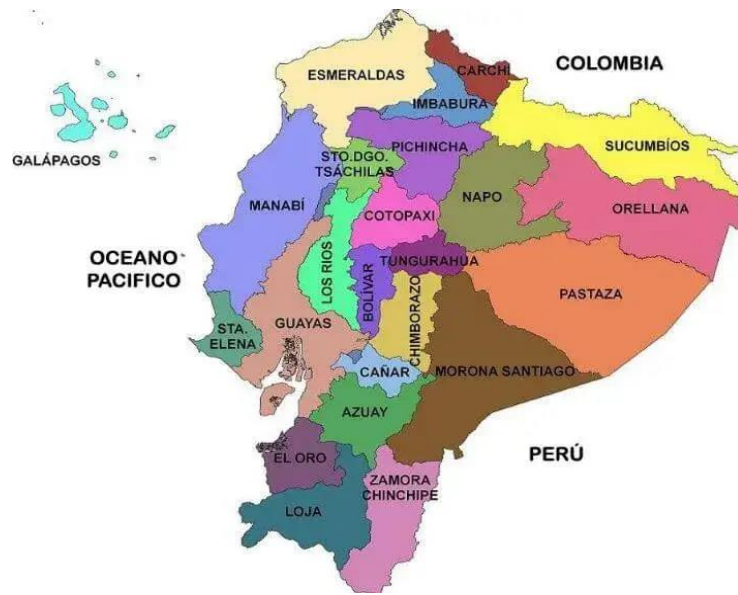 ESMERALDAS
CARCHI
COLOMBIA
IMBABURA
PICHINCHA
SUCUMBÍOS
GALÁPAGOS
STO.DGO.
TSÁCHILAS
MANABÍ
COTOPAXI
NAPO
ORELLANA
OCEANO
PACIFICO
LOS RIOS
BOLÍVAR
TUNGURAHUA
PASTAZA
STA.
ELENA
GUAYAS
CHIMBORAZO
CAÑAR
MORONA SANTIAGO
AZUAY
PERÚ
EL ORO
ZAMORA
CHINCHIPE
LOJA